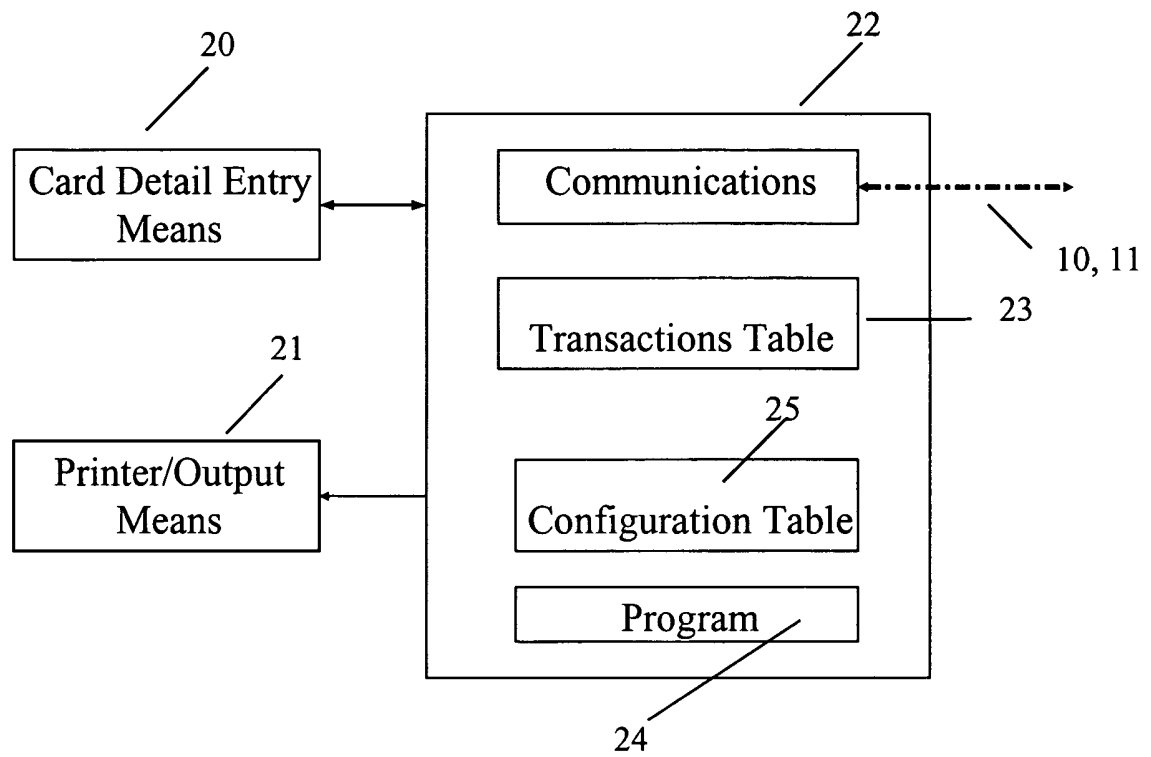 22
20
Card Detail Entry
Means
Communications
10, 11
23
Transactions Table
21
25
Printer/Output
Means
Configuration Table
Program
24